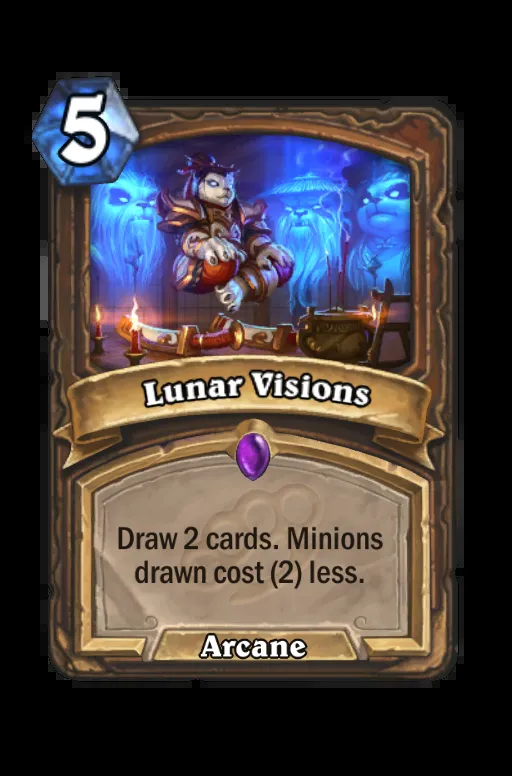 5
Lunar Visions
Draw 2 cards. Minions
drawn cost (2) less.
Arcane